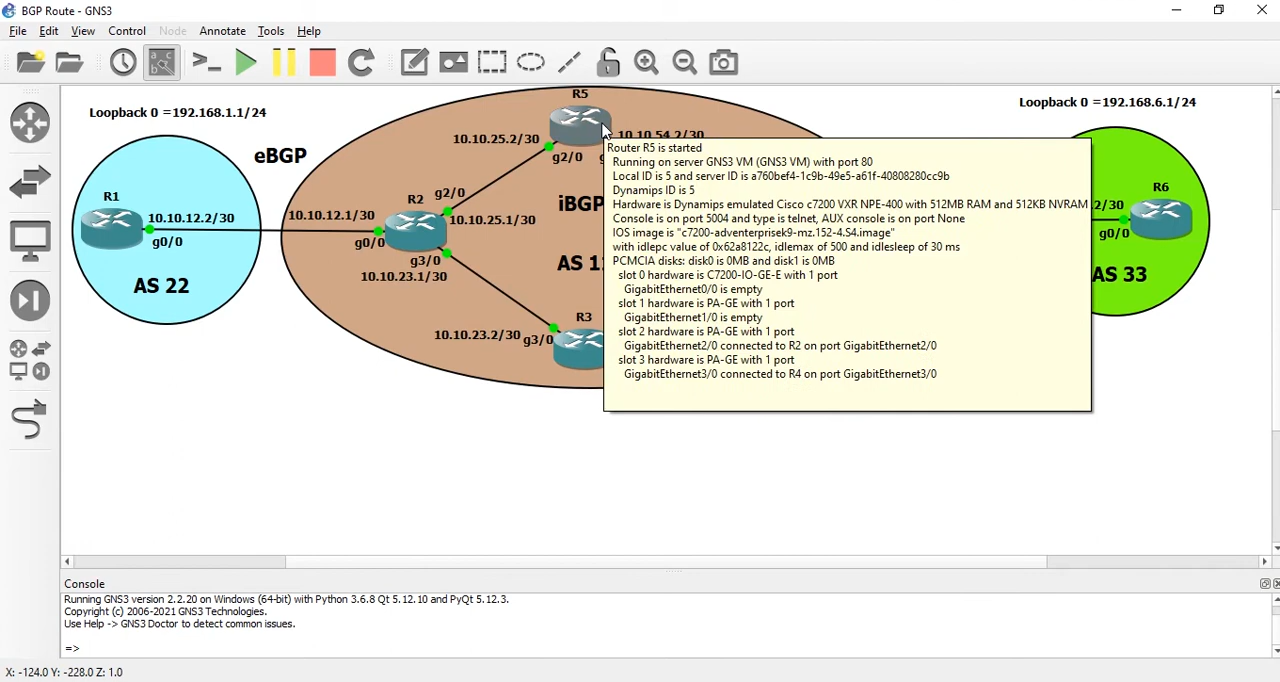 BGP Route - GNS3
File Edit View Control Node Annotate Tools Help
Loopback 0 =192.168.1.1/24
R5
Loopback 0 =192.168.6.1/24
eBGP
10.10.25.2/30
10.10.54.2/30
g2/0
R1
10.10.12.2/30
g0/0
AS 22
R2
g2/0
10.10.12.1/30
10.10.25.1/30
g0/0
g3/0
10.10.23.1/30
iBGP
AS 1
R3
10.10.23.2/30
g3/0
R6
2/30
g0/0
AS 33
Router R5 is started
Running on server GNS3 VM (GNS3 VM) with port 80
Local ID is 5 and server ID is a760bef4-1c9b-49e5-a61f-40808280cc9b
Dynamips ID is 5
Hardware is Dynamips emulated Cisco c7200 VXR NPE-400 with 512MB RAM and 512KB NVRAM
Console is on port 5004 and type is telnet, AUX console is on port None
IOS image is "c7200-adventerprisek9-mz.152-4.S4.image"
with idlepc value of 0x62a8122c, idlemax of 500 and idlesleep of 30 ms
PCMCIA disks: disk0 is 0MB and disk1 is 0MB
slot 0 hardware is C7200-IO-GE-E with 1 port
GigabitEthernet0/0 is empty
slot 1 hardware is PA-GE with 1 port
GigabitEthernet1/0 is empty
slot 2 hardware is PA-GE with 1 port
GigabitEthernet2/0 connected to R2 on port GigabitEthernet2/0
slot 3 hardware is PA-GE with 1 port
GigabitEthernet3/0 connected to R4 on port GigabitEthernet3/0
Console
Running GNS3 version 2.2.20 on Windows (64-bit) with Python 3.6.8 Qt 5.12.10 and PyQt 5.12.3.
Copyright (c) 2006-2021 GNS3 Technologies.
Use Help -> GNS3 Doctor to detect common issues.
=>
X: -124.0 Y: -228.0 Z: 1.0